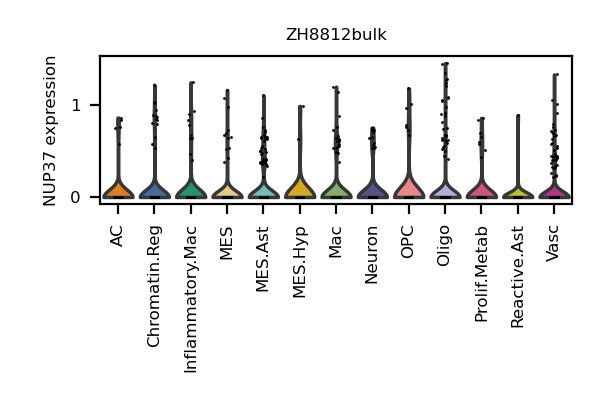 ZH8812bulk
NUP37 expression
1
0
AC
Chromatin.Reg
Inflammatory.Mac
MES
MES.Ast
MES.Hyp
Mac
Neuron
OPC
Oligo
Prolif.Metab
Reactive.Ast
Vasc